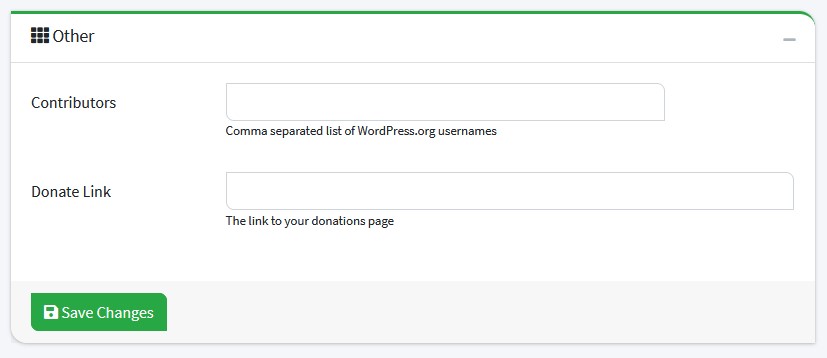 Other
Contributors
Comma separated list of WordPress.org usernames
Donate Link
The link to your donations page
Save Changes